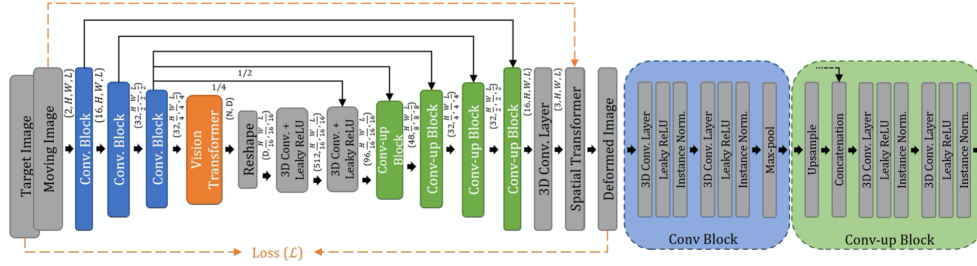 Target Image
Moving Image
(2, H, W, L)
Conv. Block
(16, H, W, L)
Conv. Block
(32, H/2, W/2, L/2)
Conv. Block
(32, H/4, W/4, L/4)
1/4
Vision
Transformer
(N, D)
1/2
Reshape
(D, H/16, W/16, L/16)
3D Conv. +
Leaky ReLU
(512, H/16, W/16, L/16)
3D Conv. +
Leaky ReLU
(96, H/16, W/16, L/16)
Conv-up
Block
Conv-up Block
(32, H/4, W/4, L/4)
Conv-up Block
(32, H/2, W/2, L/2)
Conv-up Block
(16, H, W, L)
3D Conv. Layer
(3, H, W, L)
Spatial Transformer
Deformed Image
Loss (ℒ)
3D Conv. Layer
Leaky ReLU
Instance Norm.
3D Conv. Layer
Leaky ReLU
Instance Norm.
Max-pool
Conv Block
Upsample
Concatenation
3D Conv. Layer
Leaky ReLU
Instance Norm.
3D Conv. Layer
Leaky ReLU
Instance Norm.
Conv-up Block